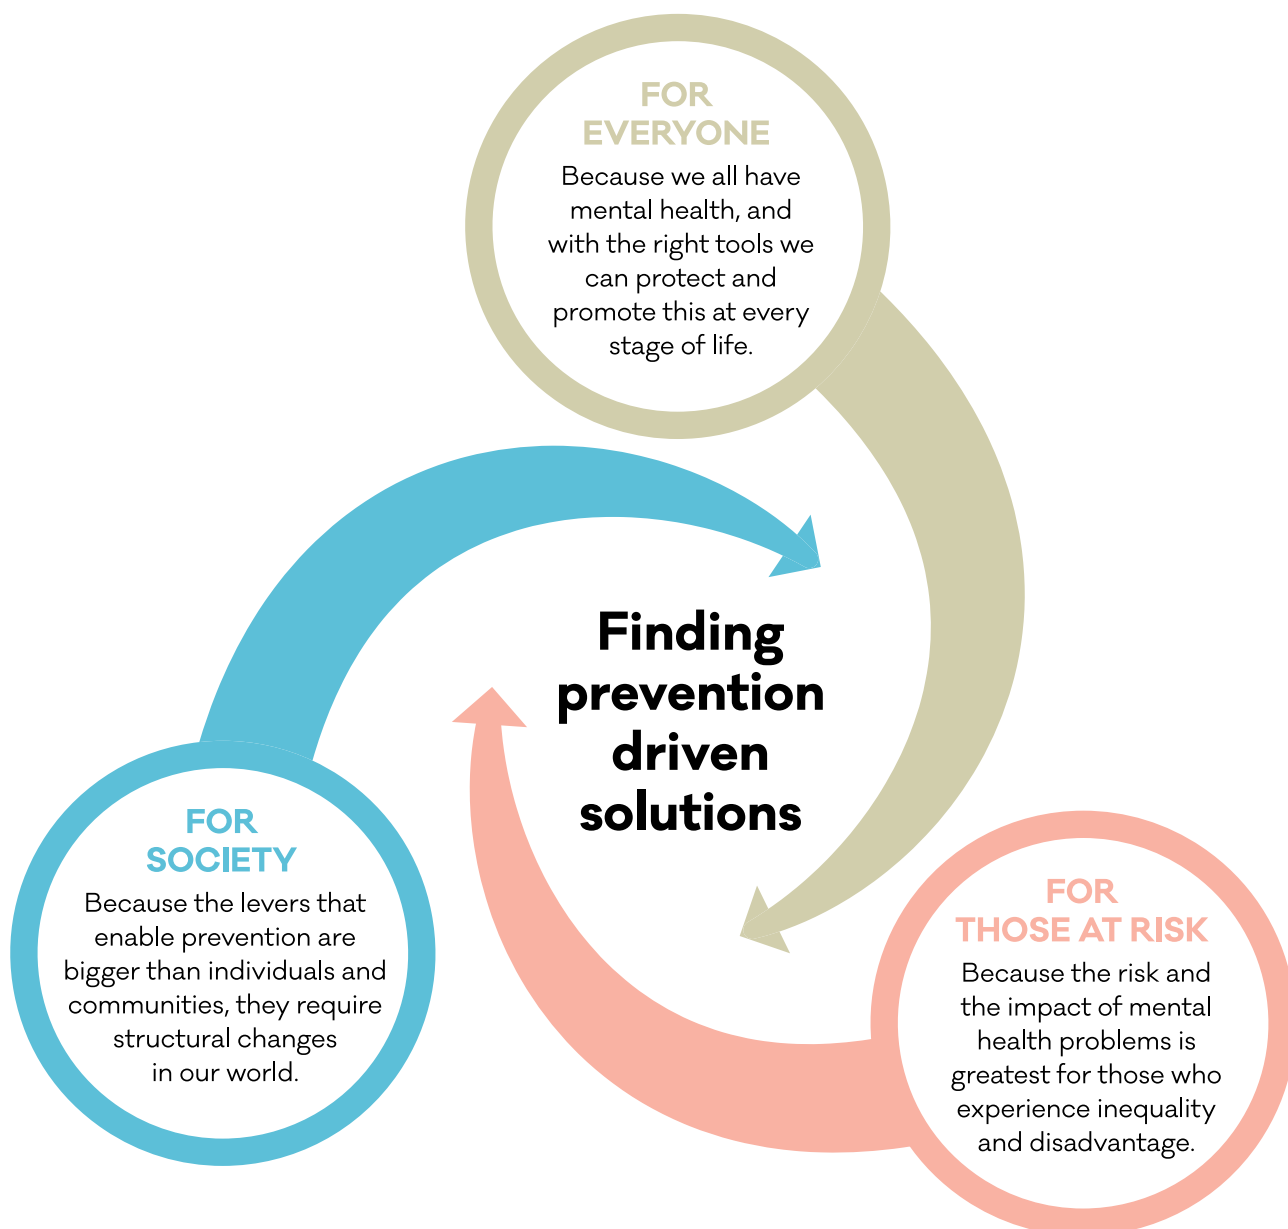 FOR
EVERYONE
Because we all have
mental health, and
with the right tools we
can protect and
promote this at every
stage of life.
Finding
prevention
driven
solutions
FOR
SOCIETY
Because the levers that
enable prevention are
bigger than individuals and
communities, they require
structural changes
in our world.
FOR
THOSE AT RISK
Because the risk and
the impact of mental
health problems is
greatest for those who
experience inequality
and disadvantage.